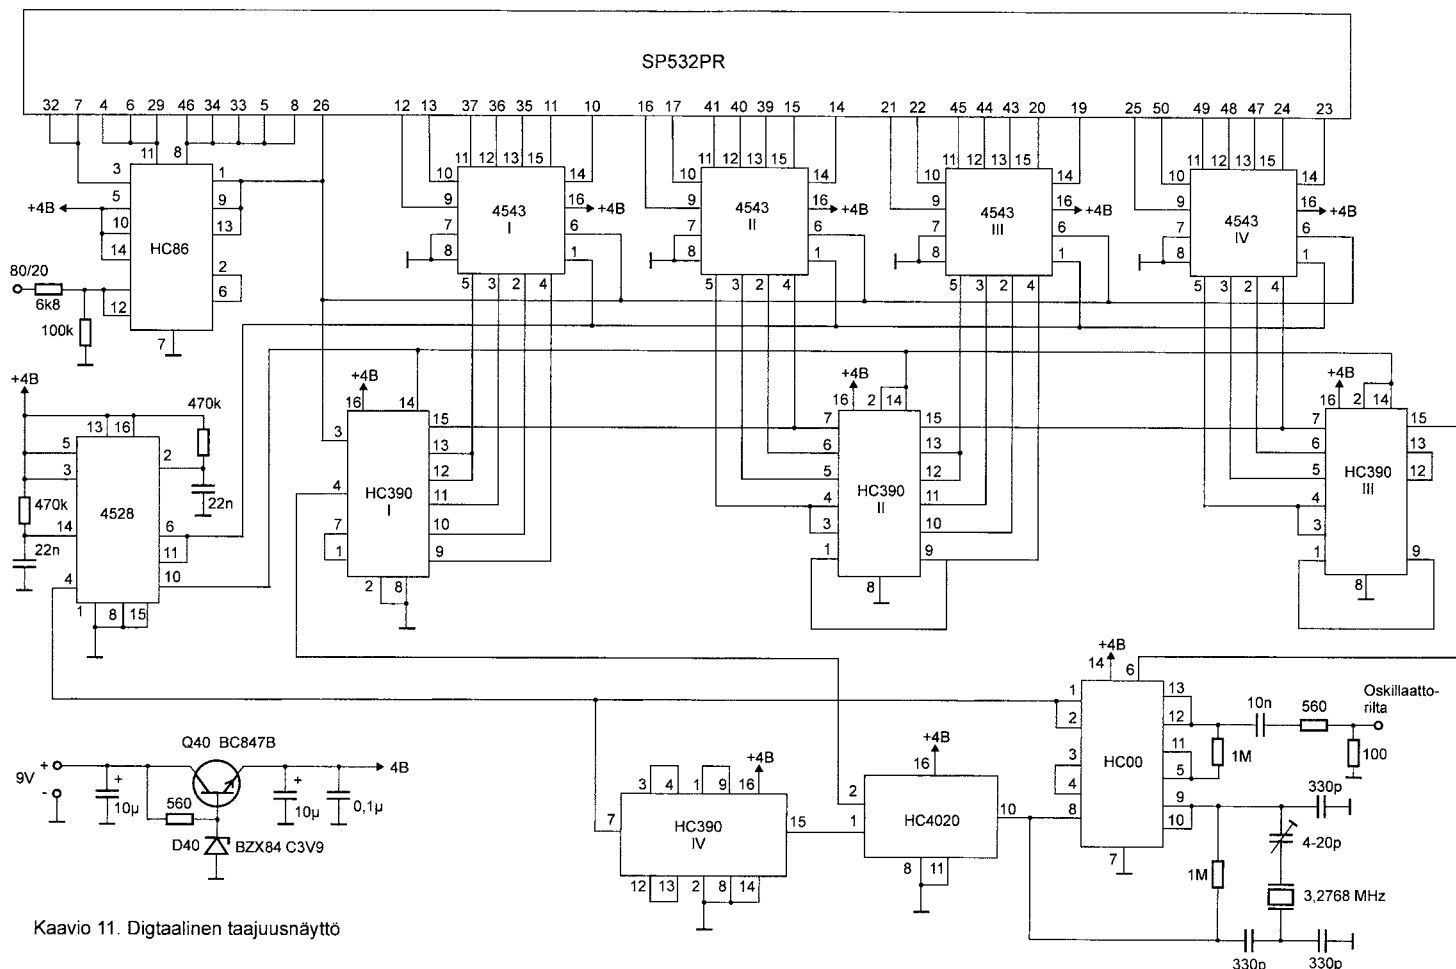 SP532PR
32 7 4 6 29 46 34 33 5 8 26 12 13 37 36 35 11 10 16 17 41 40 39 15 14 21 22 45 44 43 20 19 25 50 49 48 47 24 23
11 8
3 1
5 9
10 13
14 2
6
12
7
HC86
+4B
80/20
6k8
100k
11 12 13 15
10 14
9 16 +4B
7 6
8 1
5 3 2 4
4543
I
11 12 13 15
10 14
9 16 +4B
7 6
8 1
5 3 2 4
4543
II
11 12 13 15
10 14
9 16 +4B
7 6
8 1
5 3 2 4
4543
III
11 12 13 15
10 14
9 16 +4B
7 6
8 1
5 3 2 4
4543
IV
+4B
470k
13 16
5 2
3
470k
22n
4528
14 6
22n
11
4 10
1 8 15
+4B
16 14
3 15
13
12
4 11
HC390
I
7 10
1 9
2 8
+4B
16 2 14
7 15
6 13
5 12
HC390
II
4 11
3 10
1 9
8
+4B
16 2 14
7 15
6 13
5 12
HC390
III
4
3
1 9
8
Q40 BC847B
9V + -
+
10µ
560
+
10µ
0,1µ
4B
D40
BZX84 C3V9
+4B
3 4 1 9 16
7 15
HC390
IV
12 13 2 8 14
+4B
16
2
1 10
HC4020
8 11
+4B
14 6
1 13
2 12
3 11
4 5
8 9
10
7
HC00
Oskillaatto-
rilta
10n
560
1M
100
330p
4-20p
1M
3,2768 MHz
330p
330p
Kaavio 11. Digtaalinen taajuusnäyttö